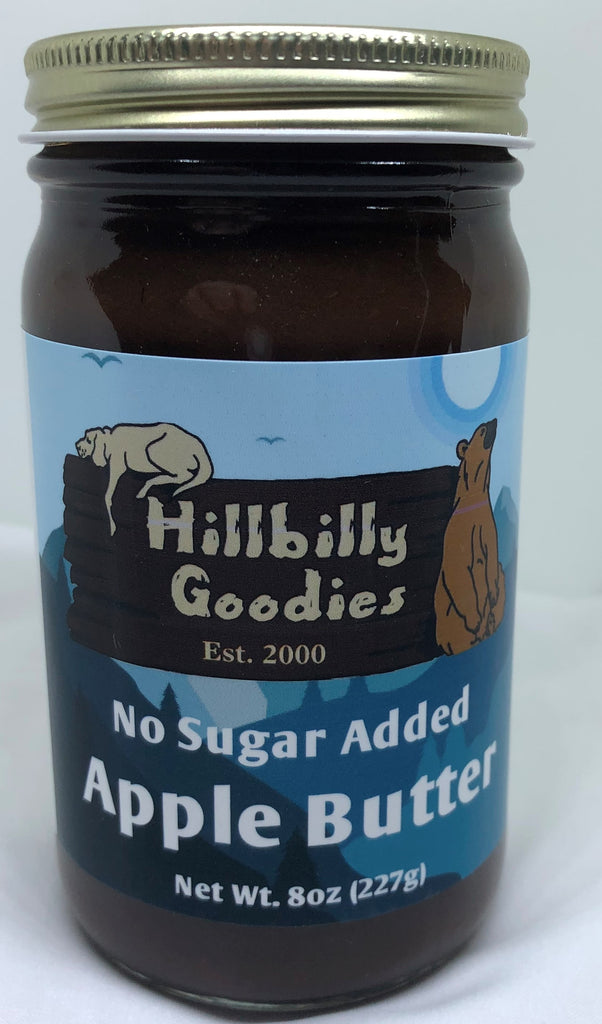 Hillbilly
Goodies
Est. 2000
No Sugar Added
Apple Butter
Net Wt. 8oz (227g)